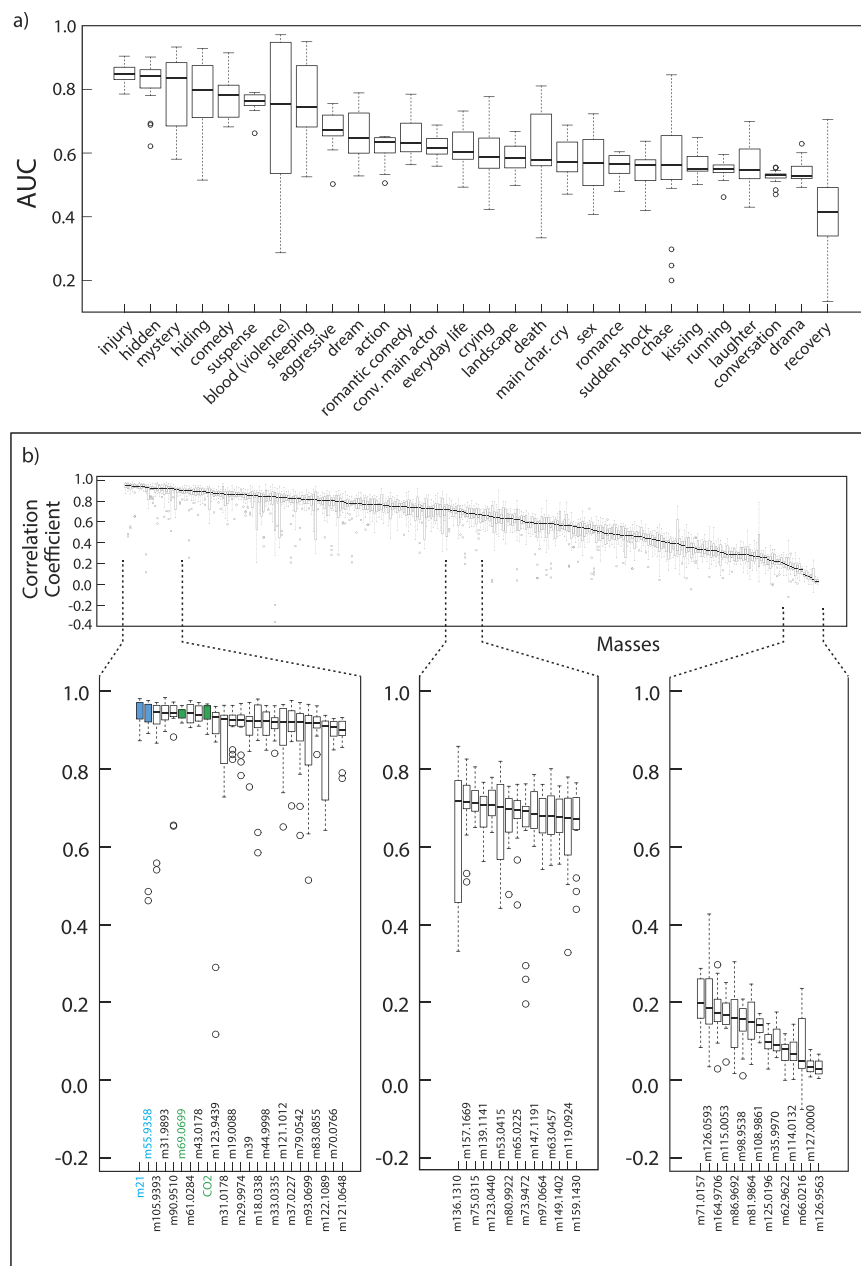 a)
1.0
0.8
0.6
0.4
0.2
AUC
injury
hidden
mystery
hiding
comedy
suspense
blood (violence)
sleeping
aggressive
dream
action
romantic comedy
conv. main actor
everyday life
crying
landscape
death
main char. cry
sex
romance
sudden shock
chase
kissing
running
laughter
conversation
drama
recovery
b)
1.0
0.8
0.6
0.4
0.2
0.0
-0.2
-0.4
Correlation
Coefficient
Masses
1.0
0.8
0.6
0.4
0.2
0.0
-0.2
m21
m55.9358
m105.9393
m31.9893
m90.9510
m69.0699
m61.0284
m43.0178
CO2
m123.9439
m31.0178
m19.0088
m29.9974
m39
m18.0338
m44.9998
m33.0335
m121.1012
m37.0227
m79.0542
m93.0699
m83.0855
m122.1089
m70.0766
m121.0648
1.0
0.8
0.6
0.4
0.2
0.0
-0.2
m136.1310
m157.1669
m75.0315
m139.1141
m123.0440
m53.0415
m80.9922
m65.0225
m73.9472
m147.1191
m97.0664
m63.0457
m149.1402
m119.0924
m159.1430
1.0
0.8
0.6
0.4
0.2
0.0
-0.2
m71.0157
m126.0593
m164.9706
m115.0053
m86.9692
m98.9538
m81.9864
m108.9861
m125.0196
m35.9970
m62.9622
m114.0132
m66.0216
m127.0000
m126.9563